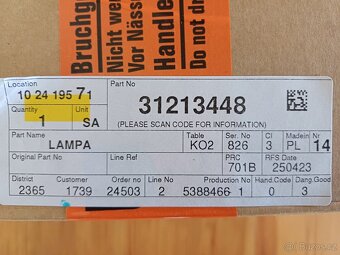 Bruchg
Nicht we
Vor Nässe
Handle
Do not d
Location
10 24 195 71
Part No
31213448
(PLEASE SCAN CODE FOR INFORMATION)
Quantity
1
Unit
SA
Part Name
LAMPA
Table
KO2
Ser. No
826
Cl
3
Madein
PL
Nr
14
Original Part No
Line Ref
PRC
701B
RFS Date
250423
District
2365
Customer
1739
Order no
24503
Line No
2
Production No
5388466-1
Hand.Code
0
Dang.Good
3